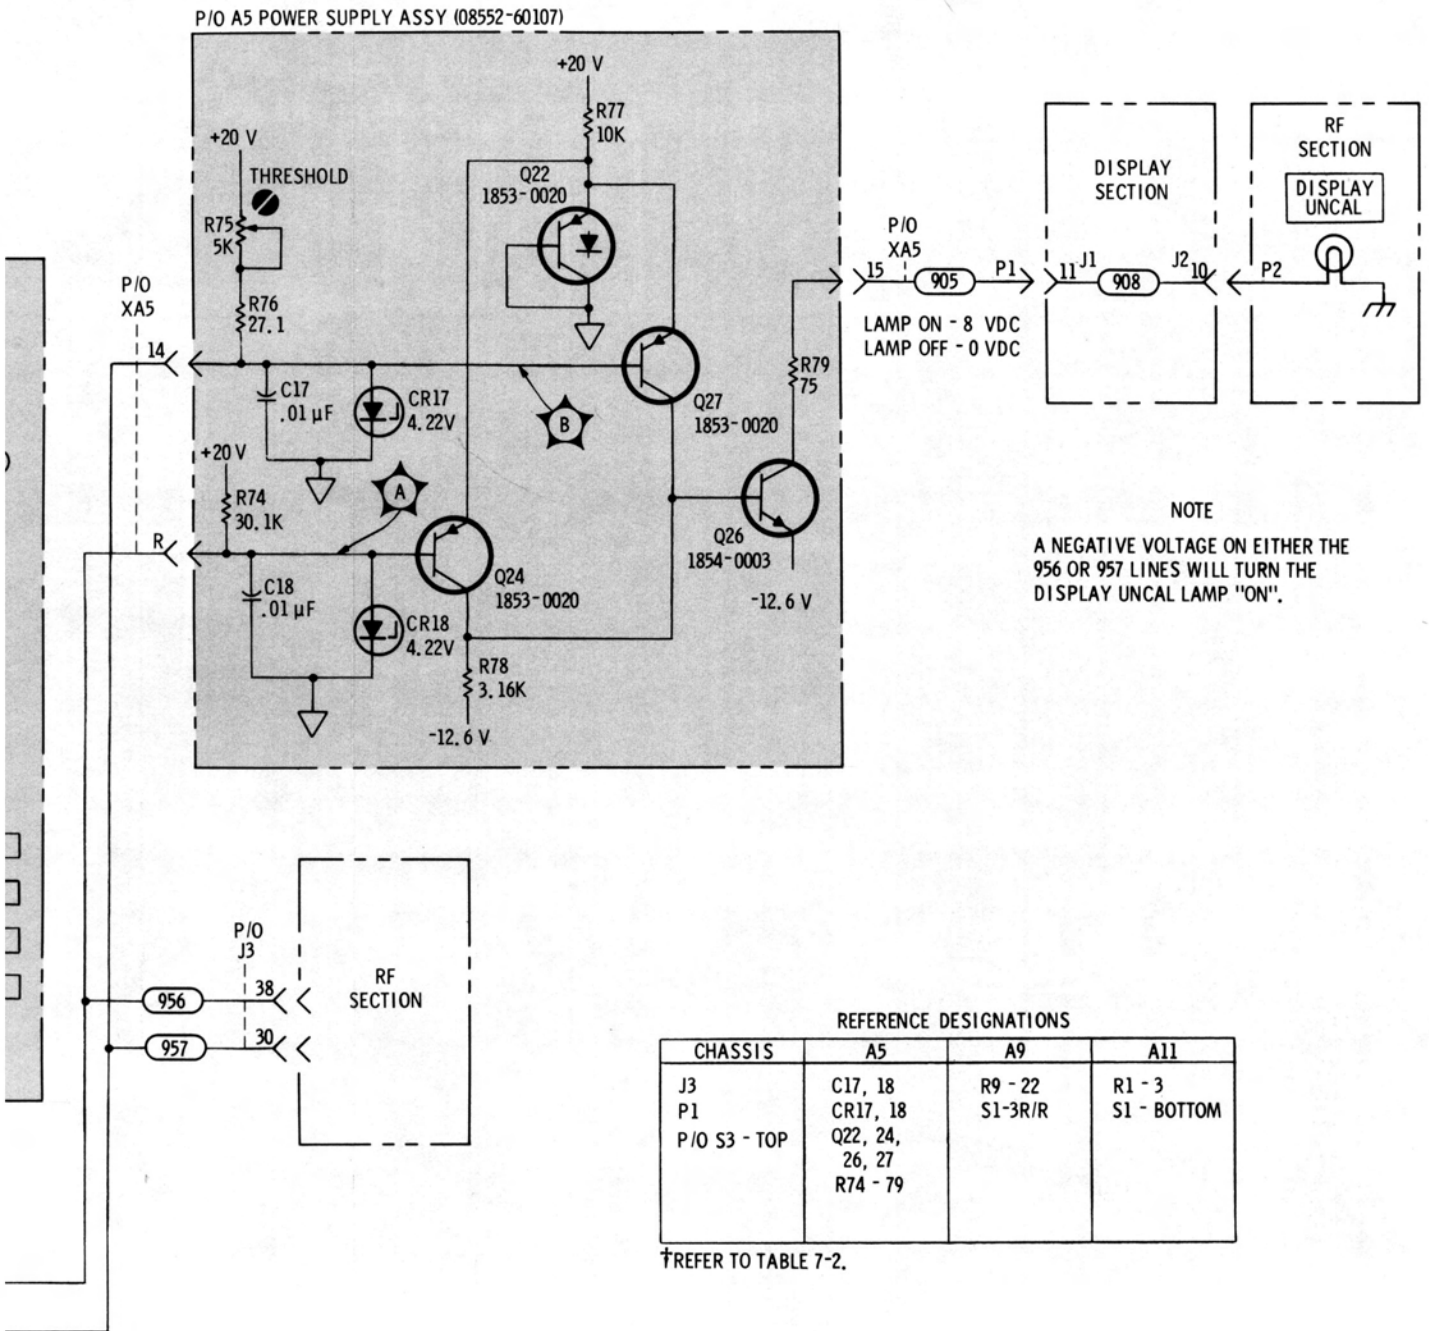 P/O A5 POWER SUPPLY ASSY (08552-60107)
+20 V
R77
10K
+20 V
THRESHOLD
R75
5K
Q22
1853-0020
R76
27.1
P/O
XA5
14
C17
.01 µF
CR17
4.22V
B
Q27
1853-0020
R79
75
+20 V
R74
30.1K
A
R
C18
.01 µF
Q24
1853-0020
CR18
4.22V
Q26
1854-0003
-12.6 V
R78
3.16K
-12.6 V
P/O
XA5
15
905
P1
LAMP ON - 8 VDC
LAMP OFF - 0 VDC
DISPLAY
SECTION
11
J1
908
J2
10
RF
SECTION
DISPLAY
UNCAL
P2
NOTE
A NEGATIVE VOLTAGE ON EITHER THE
956 OR 957 LINES WILL TURN THE
DISPLAY UNCAL LAMP "ON".
P/O
J3
956
38
957
30
RF
SECTION
REFERENCE DESIGNATIONS
CHASSIS A5 A9 A11
J3 C17, 18 R9 - 22 R1 - 3
P1 CR17, 18 S1-3R/R S1 - BOTTOM
P/O S3 - TOP Q22, 24,
26, 27
R74 - 79
†REFER TO TABLE 7-2.